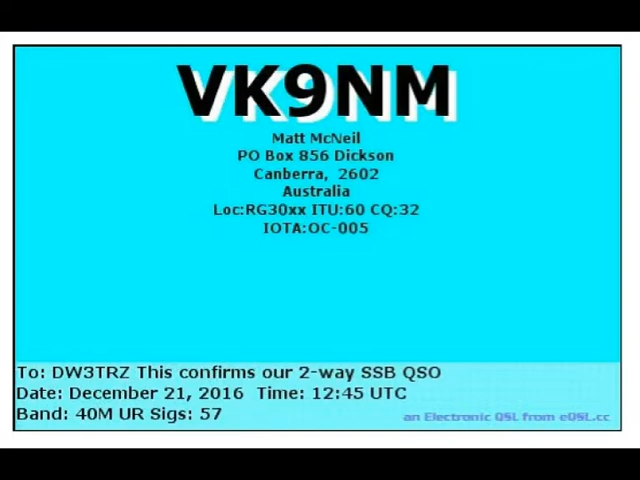 VK9NM
Matt McNeil
PO Box 856 Dickson
Canberra, 2602
Australia
Loc:RG30xx ITU:60 CQ:32
IOTA:OC-005
To: DW3TRZ This confirms our 2-way SSB QSO
Date: December 21, 2016 Time: 12:45 UTC
Band: 40M UR Sigs: 57
an Electronic QSL from eQSL.cc